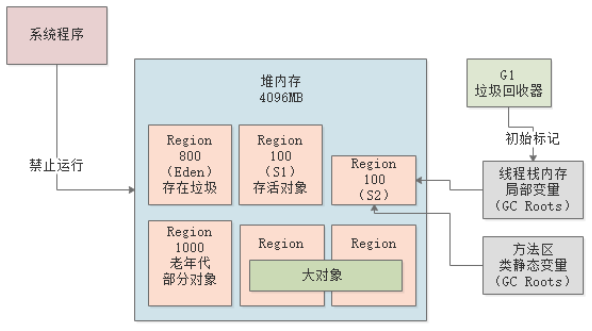 系统程序
禁止运行
堆内存
4096MB
Region
800
(Eden)
存在垃圾
Region
100
(S1)
存活对象
Region
100
(S2)
Region
1000
老年代
部分对象
Region
Region
大对象
G1
垃圾回收器
初始标记
线程栈内存
局部变量
(GC Roots)
方法区
类静态变量
(GC Roots)